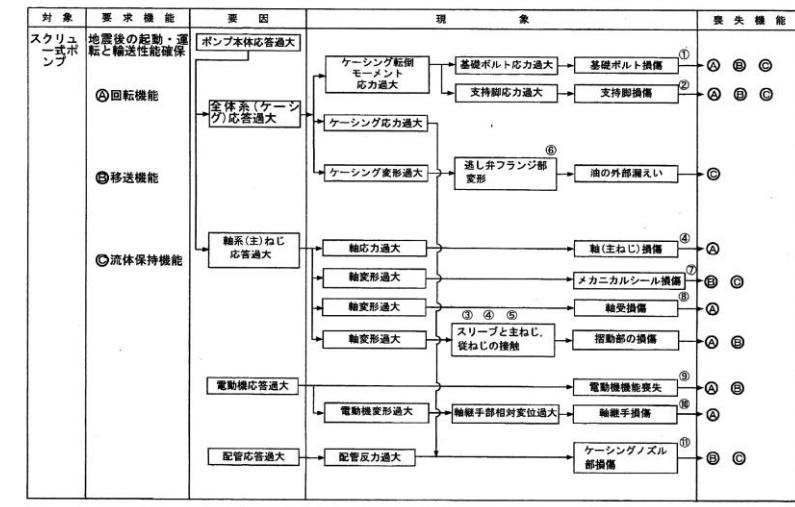 対象 要求機能 要因 現象 喪失機能
スクリュ
ー式ポ
ンプ
地震後の起動・運
転と輸送性能確保
Ⓐ回転機能
Ⓑ移送機能
Ⓒ流体保持機能
ポンプ本体応答過大
全体系(ケーシン
グ)応答過大
ケーシング転倒
モーメント
応力過大
基礎ボルト応力過大
①
基礎ボルト損傷
Ⓐ Ⓑ Ⓒ
支持脚応力過大
②
支持脚損傷
Ⓐ Ⓑ Ⓒ
ケーシング応力過大
ケーシング変形過大
⑥
逃し弁フランジ部
変形
油の外部漏えい
Ⓒ
軸系(主)ねじ
応答過大
軸応力過大
④
軸(主ねじ)損傷
Ⓐ
軸変形過大
⑦
メカニカルシール損傷
Ⓑ Ⓒ
軸変形過大
⑧
軸受損傷
Ⓐ
軸変形過大
③ ④ ⑤
スリーブと主ねじ,
従ねじの接触
摺動部の損傷
Ⓐ Ⓑ
電動機応答過大
⑨
電動機機能喪失
Ⓐ Ⓑ
電動機変形過大
軸継手部相対変位過大
⑩
軸継手損傷
Ⓐ
配管応答過大
配管反力過大
⑪
ケーシングノズル
部損傷
Ⓑ Ⓒ